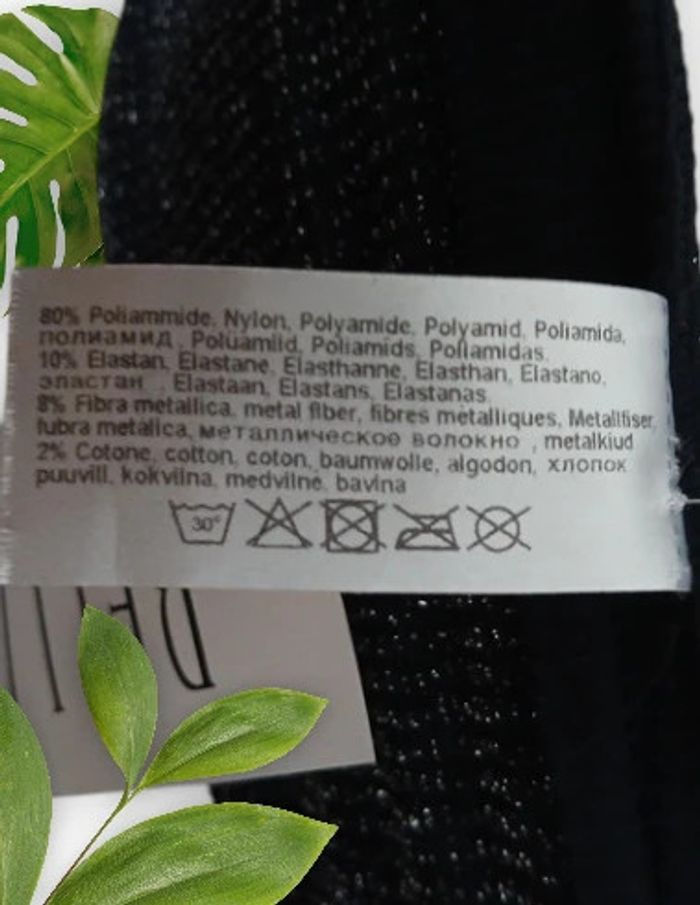 80% Poliammide, Nylon, Polyamide, Polyamid, Poliamida,
полиамид , Polüamiid, Poliamids, Poliamidas.
10% Elastan, Elastane, Elasthanne, Elasthan, Elastano,
эластан , Elastaan, Elastans, Elastanas.
8% Fibra metallica, metal fiber, fibres metalliques, Metallfiser,
fubra metalica, металлическое волокно , metalkiud
2% Cotone, cotton, coton, baumwolle, algodon, хлопок
puuvill, kokvilna, medvilne, bavina
30°